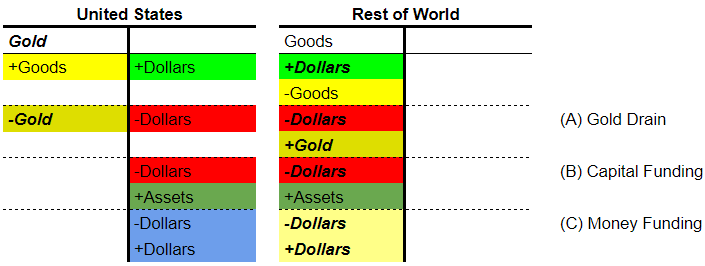 United States Rest of World
Gold Goods
+Goods +Dollars +Dollars
-Goods
-Gold -Dollars -Dollars (A) Gold Drain
+Gold
-Dollars -Dollars (B) Capital Funding
+Assets +Assets
-Dollars -Dollars (C) Money Funding
+Dollars +Dollars